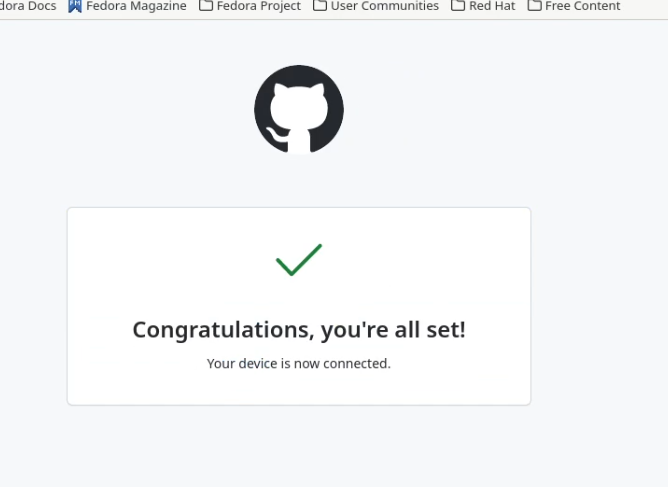 dora Docs Fedora Magazine Fedora Project User Communities Red Hat Free Content
Congratulations, you're all set!
Your device is now connected.